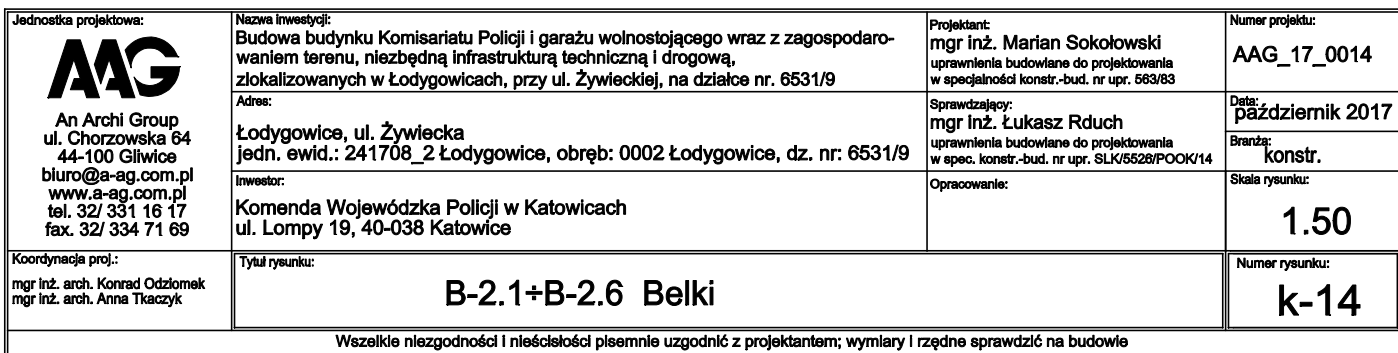 Jednostka projektowa:
AAG
An Archi Group
ul. Chorzowska 64
44-100 Gliwice
biuro@a-ag.com.pl
www.a-ag.com.pl
tel. 32/ 331 16 17
fax. 32/ 334 71 69
Nazwa inwestycji:
Budowa budynku Komisariatu Policji i garażu wolnostojącego wraz z zagospodaro-
waniem terenu, niezbędną infrastrukturą techniczną i drogową,
zlokalizowanych w Łodygowicach, przy ul. Żywieckiej, na działce nr. 6531/9
Projektant:
mgr inż. Marian Sokołowski
uprawnienia budowlane do projektowania
w specjalności konstr.-bud. nr upr. 563/83
Numer projektu:
AAG_17_0014
Adres:
Łodygowice, ul. Żywiecka
jedn. ewid.: 241708_2 Łodygowice, obręb: 0002 Łodygowice, dz. nr: 6531/9
Sprawdzający:
mgr inż. Łukasz Rduch
uprawnienia budowlane do projektowania
w spec. konstr.-bud. nr upr. SLK/5526/POOK/14
Data:
październik 2017
Branża:
konstr.
Inwestor:
Komenda Wojewódzka Policji w Katowicach
ul. Lompy 19, 40-038 Katowice
Opracowanie:
Skala rysunku:
1.50
Koordynacja proj.:
mgr inż. arch. Konrad Odziomek
mgr inż. arch. Anna Tkaczyk
Tytuł rysunku:
B-2.1÷B-2.6 Belki
Numer rysunku:
k-14
Wszelkie niezgodności i nieścisłości pisemnie uzgodnić z projektantem; wymiary i rzędne sprawdzić na budowie